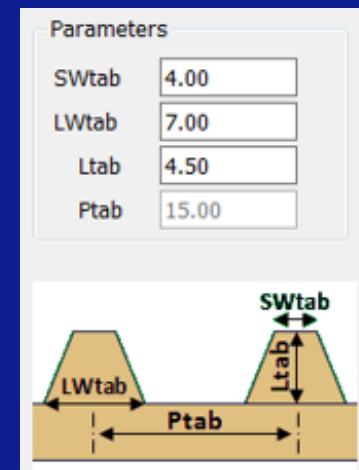 Parameters
SWtab 4.00
LWtab 7.00
Ltab 4.50
Ptab 15.00
SWtab
LWtab
Ltab
Ptab